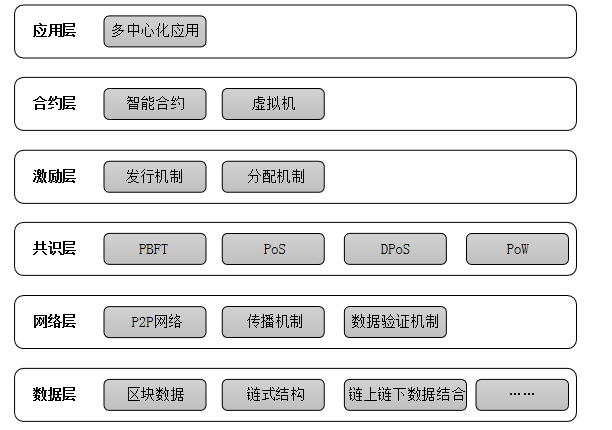 应用层 多中心化应用
合约层 智能合约 虚拟机
激励层 发行机制 分配机制
共识层 PBFT PoS DPoS PoW
网络层 P2P网络 传播机制 数据验证机制
数据层 区块数据 链式结构 链上链下数据结合 ……